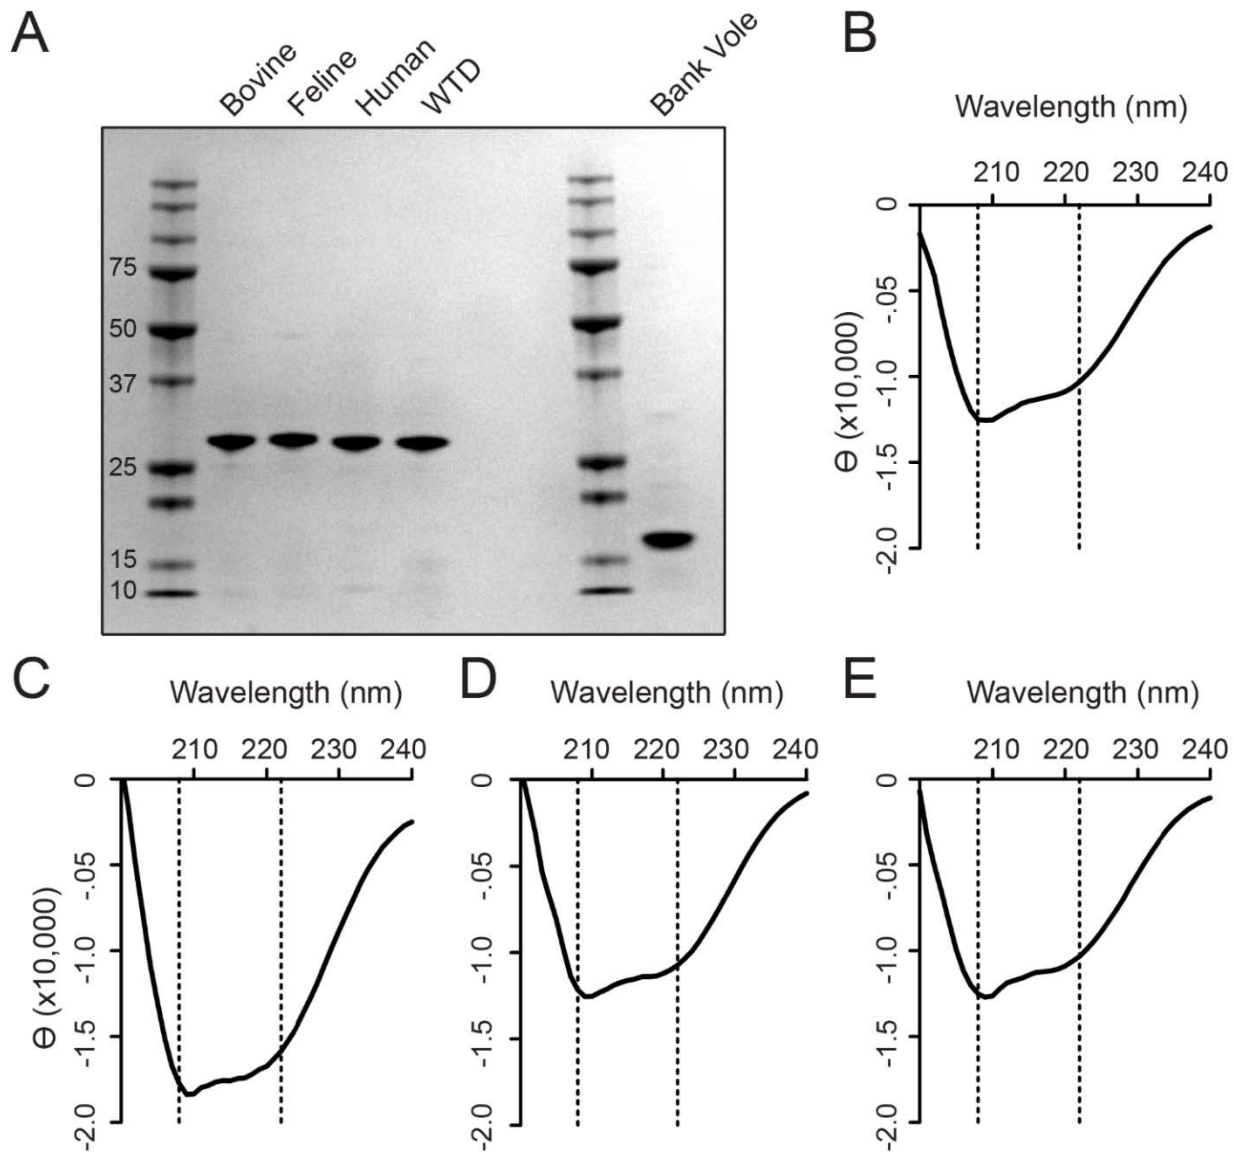 A
Bovine
Feline
Human
WTD
Bank Vole
75
50
37
25
15
10
B
Wavelength (nm)
210 220 230 240
0
-.05
-1.0
-1.5
-2.0
Θ (x10,000)
C
Wavelength (nm)
210 220 230 240
0
-.05
-1.0
-1.5
-2.0
Θ (x10,000)
D
Wavelength (nm)
210 220 230 240
0
-.05
-1.0
-1.5
-2.0
E
Wavelength (nm)
210 220 230 240
0
-.05
-1.0
-1.5
-2.0